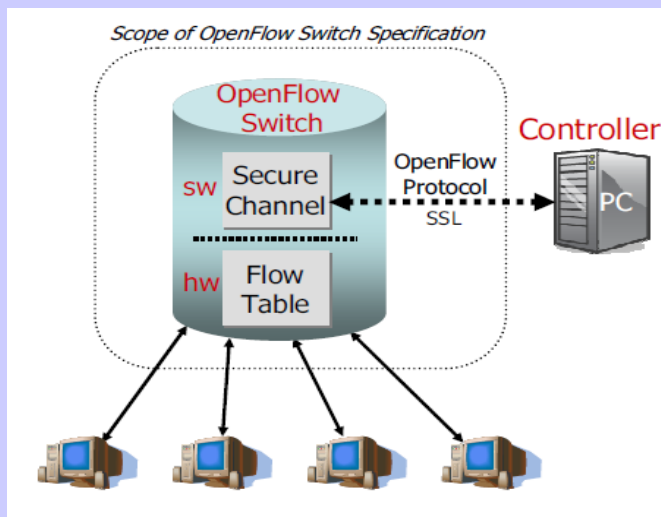 Scope of OpenFlow Switch Specification
OpenFlow
Switch
Controller
sw
Secure
Channel
OpenFlow
Protocol
SSL
PC
hw
Flow
Table